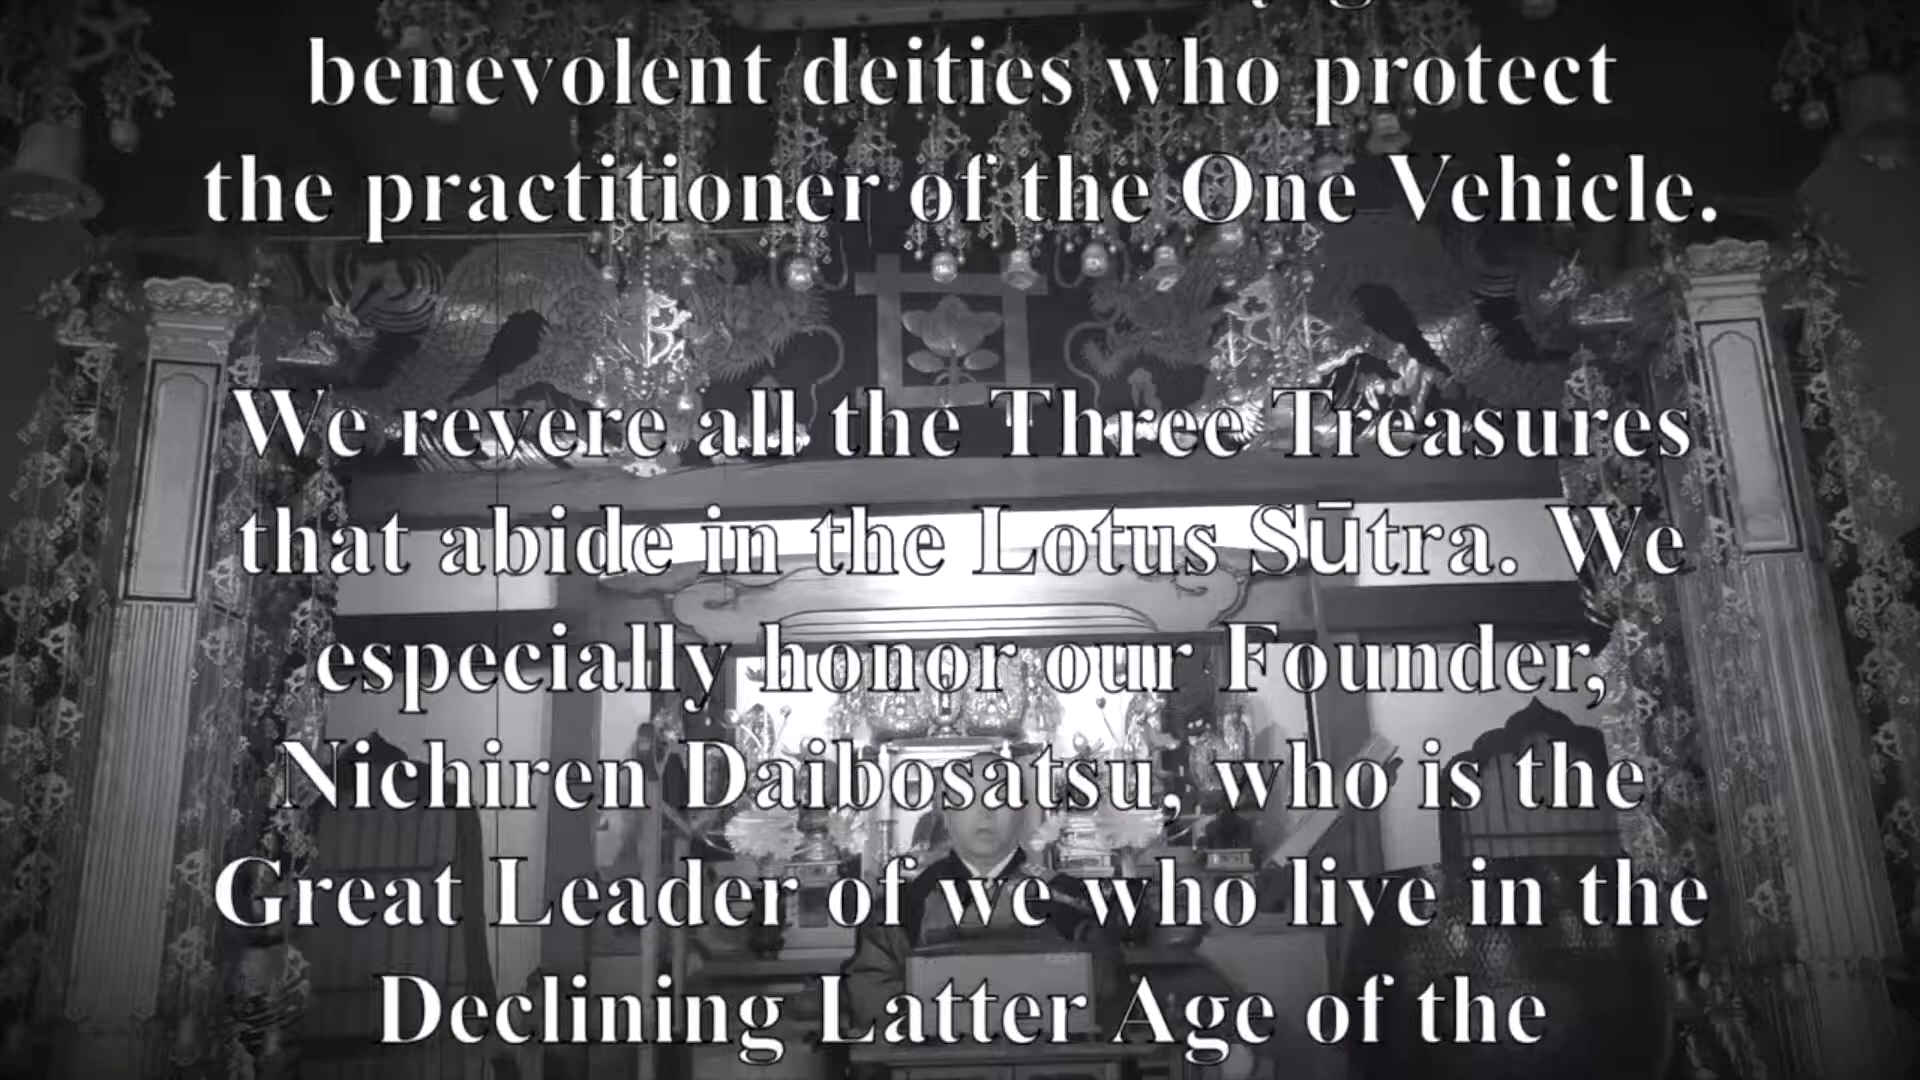 benevolent deities who protect
the practitioner of the One Vehicle.
We revere all the Three Treasures
that abide in the Lotus Sūtra. We
especially honor our Founder,
Nichiren Daibosatsu, who is the
Great Leader of we who live in the
Declining Latter Age of the